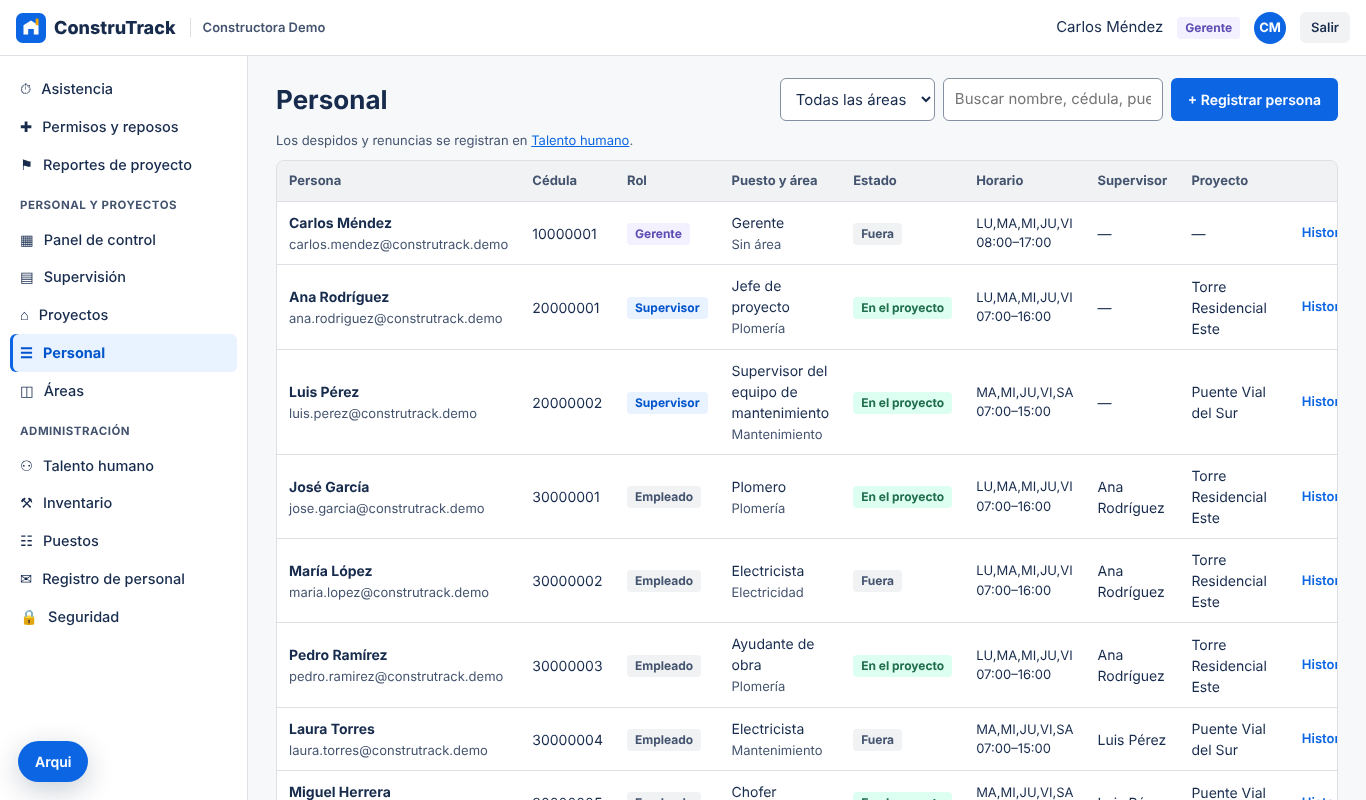 ConstruTrack
Constructora Demo
Carlos Méndez
Gerente
CM
Salir
Asistencia
Permisos y reposos
Reportes de proyecto
PERSONAL Y PROYECTOS
Panel de control
Supervisión
Proyectos
Personal
Áreas
ADMINISTRACIÓN
Talento humano
Inventario
Puestos
Registro de personal
Seguridad
Arqui
Personal
Todas las áreas
Buscar nombre, cédula, pue
+ Registrar persona
Los despidos y renuncias se registran en Talento humano.
Persona Cédula Rol Puesto y área Estado Horario Supervisor Proyecto
Carlos Méndez
carlos.mendez@construtrack.demo
10000001
Gerente
Gerente
Sin área
Fuera
LU,MA,MI,JU,VI
08:00–17:00
—
—
Histor
Ana Rodríguez
ana.rodriguez@construtrack.demo
20000001
Supervisor
Jefe de
proyecto
Plomería
En el proyecto
LU,MA,MI,JU,VI
07:00–16:00
—
Torre
Residencial
Este
Histor
Luis Pérez
luis.perez@construtrack.demo
20000002
Supervisor
Supervisor del
equipo de
mantenimiento
Mantenimiento
En el proyecto
MA,MI,JU,VI,SA
07:00–15:00
—
Puente Vial
del Sur
Histor
José García
jose.garcia@construtrack.demo
30000001
Empleado
Plomero
Plomería
En el proyecto
LU,MA,MI,JU,VI
07:00–16:00
Ana
Rodríguez
Torre
Residencial
Este
Histor
María López
maria.lopez@construtrack.demo
30000002
Empleado
Electricista
Electricidad
Fuera
LU,MA,MI,JU,VI
07:00–16:00
Ana
Rodríguez
Torre
Residencial
Este
Histor
Pedro Ramírez
pedro.ramirez@construtrack.demo
30000003
Empleado
Ayudante de
obra
Plomería
En el proyecto
LU,MA,MI,JU,VI
07:00–16:00
Ana
Rodríguez
Torre
Residencial
Este
Histor
Laura Torres
laura.torres@construtrack.demo
30000004
Empleado
Electricista
Mantenimiento
Fuera
MA,MI,JU,VI,SA
07:00–15:00
Luis Pérez
Puente Vial
del Sur
Histor
Miguel Herrera
Chofer
MA,MI,JU,VI,SA
Puente Vial